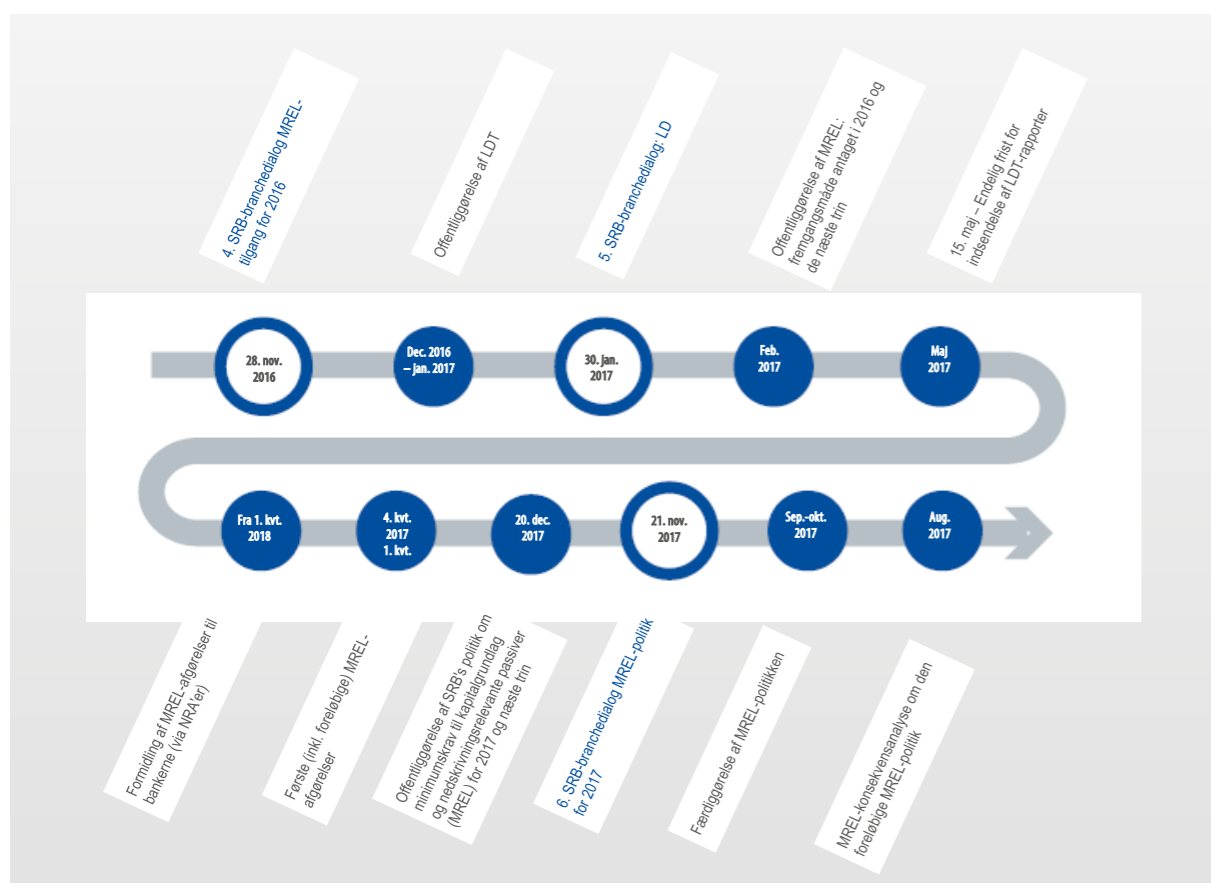 4. SRB-branchedialog MREL-
tilgang for 2016
Offentliggørelse af LDT
5. SRB-branchedialog: LD
Offentliggørelse af MREL:
fremgangsmåde antaget i 2016 og
de næste trin
15. maj – Endelig frist for
indsendelse af LDT-rapporter
28. nov.
2016
Dec. 2016
– jan. 2017
30. jan.
2017
Feb.
2017
Maj
2017
Fra 1. kvt.
2018
4. kvt.
2017
1. kvt.
20. dec.
2017
21. nov.
2017
Sep.-okt.
2017
Aug.
2017
Formidling af MREL-afgørelser til
bankerne (via NRA'er)
Første (inkl. foreløbige) MREL-
afgørelser
Offentliggørelse af SRB's politik om
minimumskrav til kapitalgrundlag
og nedskrivningsrelevante passiver
(MREL) for 2017 og næste trin
6. SRB-branchedialog MREL-politik
for 2017
Færdiggørelse af MREL-politikken
MREL-konsekvensanalyse om den
foreløbige MREL-politik